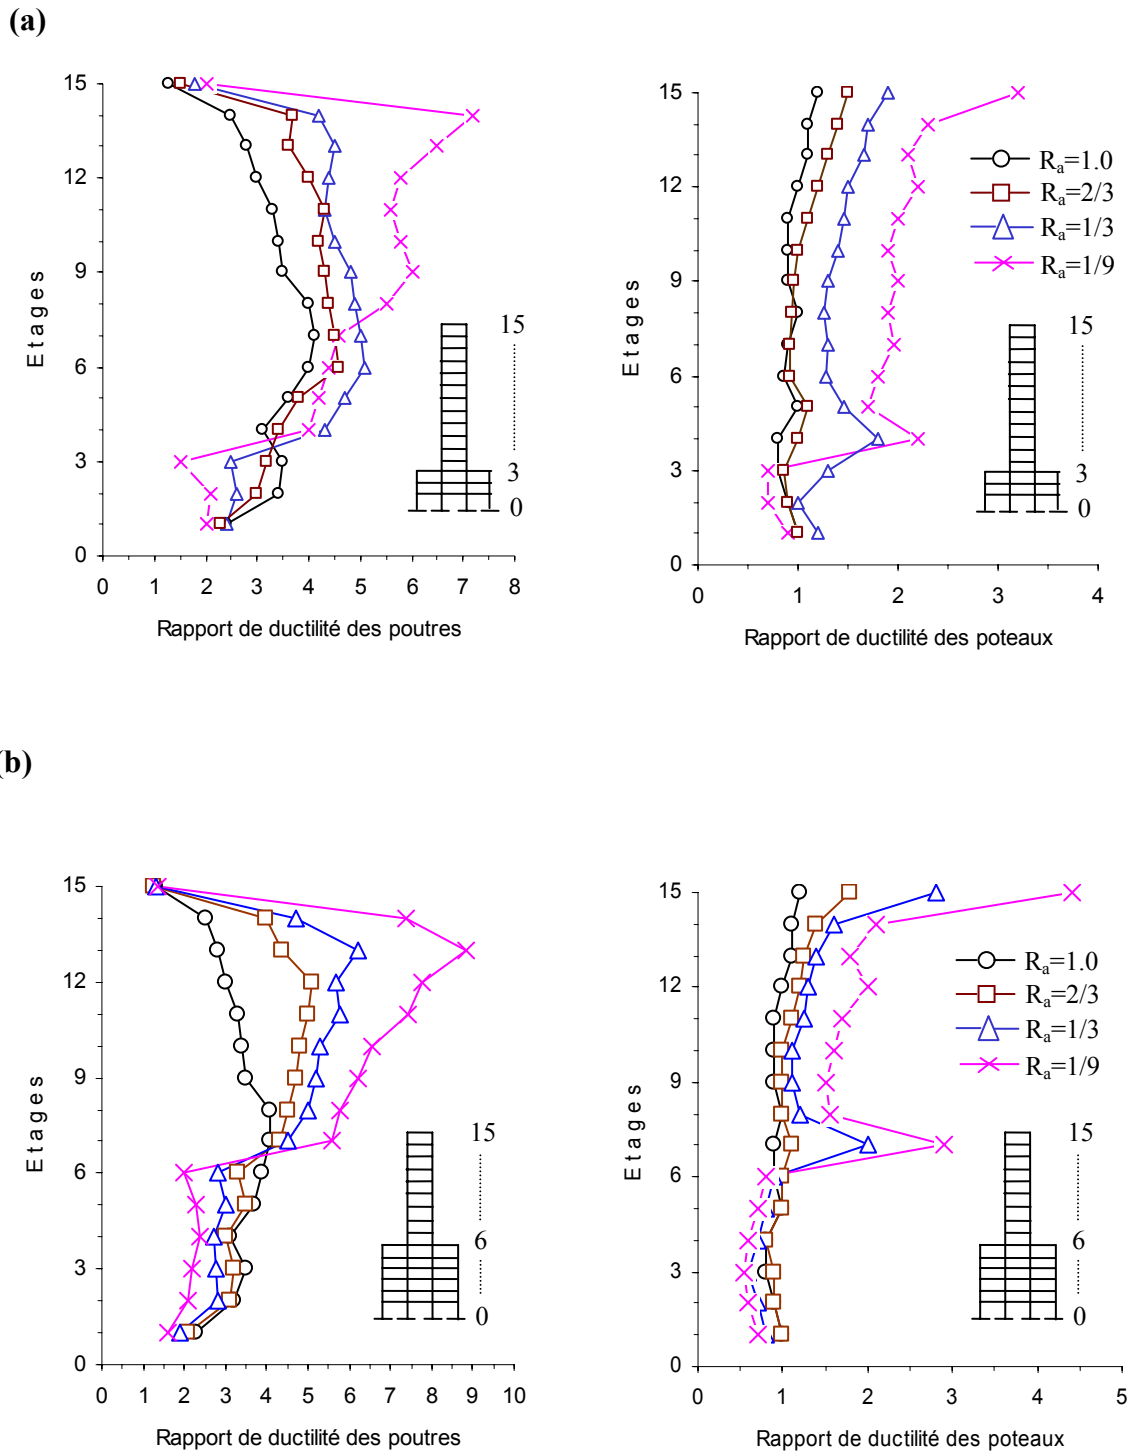 (a)
15
12
9
6
3
0
Etages
0 1 2 3 4 5 6 7 8
Rapport de ductilité des poutres
15
3
0
15
12
9
6
3
0
Etages
0 1 2 3 4
Rapport de ductilité des poteaux
Ra=1.0
Ra=2/3
Ra=1/3
Ra=1/9
15
3
0
(b)
15
12
9
6
3
0
Etages
0 1 2 3 4 5 6 7 8 9 10
Rapport de ductilité des poutres
15
6
0
15
12
9
6
3
0
Etages
0 1 2 3 4 5
Rapport de ductilité des poteaux
Ra=1.0
Ra=2/3
Ra=1/3
Ra=1/9
15
6
0